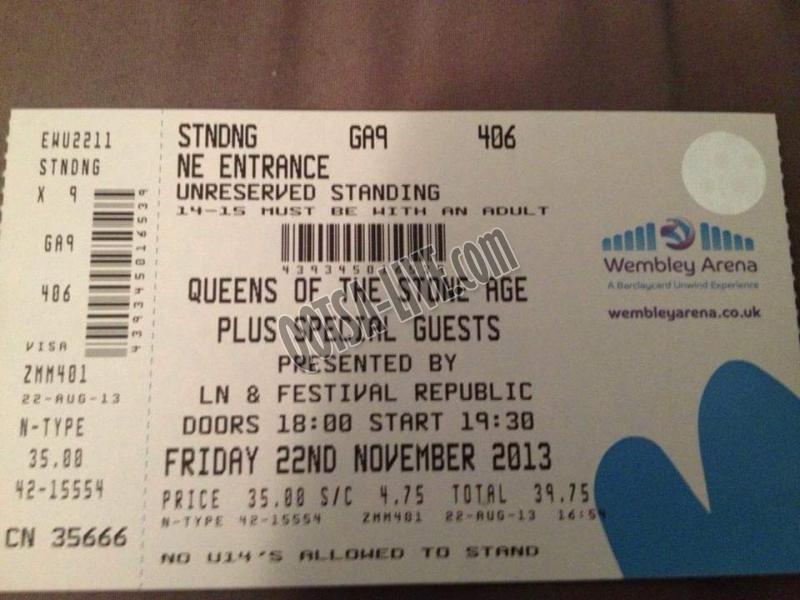 EWU2211
STNDNG
X 9
GA9
406
VISA
ZMM401
22-AUG-13
N-TYPE
35.00
42-15554
CN 35666
439345016539
STNDNG GA9 406
NE ENTRANCE
UNRESERVED STANDING
14-15 MUST BE WITH AN ADULT
QUEENS OF THE STONE AGE
PLUS SPECIAL GUESTS
PRESENTED BY
LN & FESTIVAL REPUBLIC
DOORS 18:00 START 19:30
FRIDAY 22ND NOVEMBER 2013
PRICE 35.00 S/C 4.75 TOTAL 39.75
N-TYPE 42-15554 ZMM401 22-AUG-13 16:54
NO U14'S ALLOWED TO STAND
Wembley Arena
A Barclaycard Unwind Experience
wembleyarena.co.uk